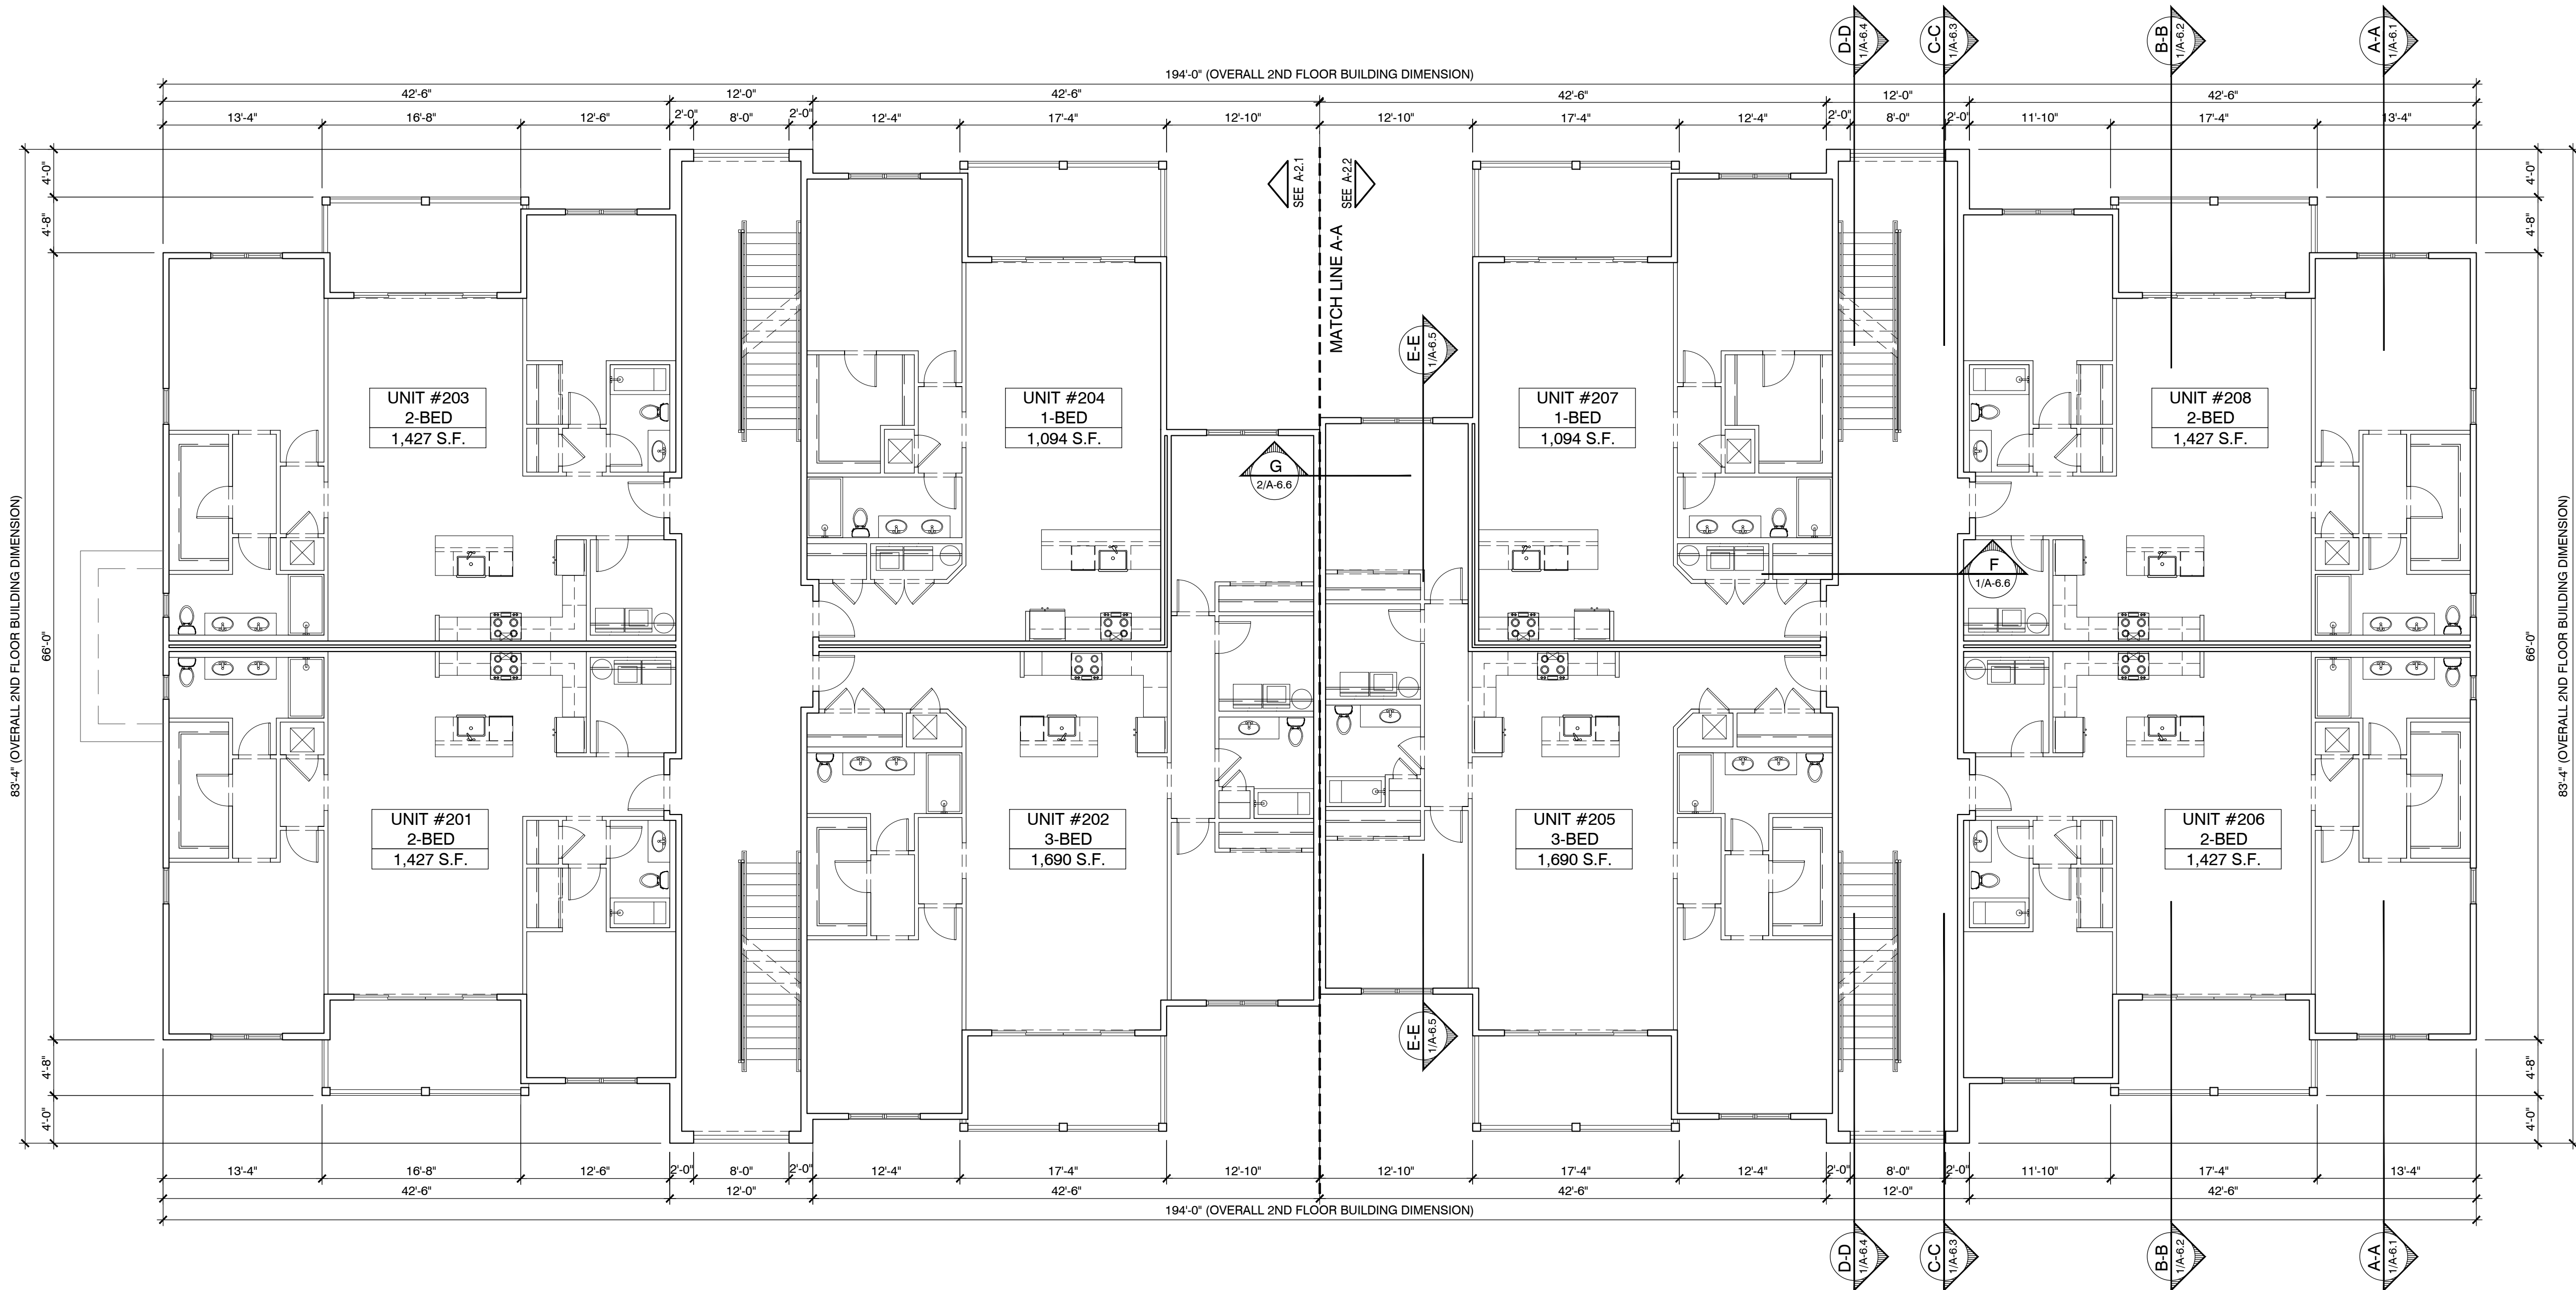 D-D
1/A-6.4
C-C
1/A-6.3
B-B
1/A-6.2
A-A
1/A-6.1
194'-0" (OVERALL 2ND FLOOR BUILDING DIMENSION)
42'-6"
12'-0"
42'-6"
42'-6"
12'-0"
42'-6"
13'-4"
16'-8"
12'-6"
2'-0"
8'-0"
2'-0"
12'-4"
17'-4"
12'-10"
12'-10"
17'-4"
12'-4"
2'-0"
8'-0"
2'-0"
11'-10"
17'-4"
13'-4"
83'-4" (OVERALL 2ND FLOOR BUILDING DIMENSION)
4'-0"
4'-8"
66'-0"
4'-8"
4'-0"
SEE A-2.1
SEE A-2.2
MATCH LINE A-A
UNIT #203
2-BED
1,427 S.F.
UNIT #204
1-BED
1,094 S.F.
E-E
1/A-6.5
UNIT #207
1-BED
1,094 S.F.
UNIT #208
2-BED
1,427 S.F.
G
2/A-6.6
F
1/A-6.6
UNIT #201
2-BED
1,427 S.F.
UNIT #202
3-BED
1,690 S.F.
UNIT #205
3-BED
1,690 S.F.
UNIT #206
2-BED
1,427 S.F.
E-E
1/A-6.5
4'-0"
4'-8"
66'-0"
4'-8"
4'-0"
83'-4" (OVERALL 2ND FLOOR BUILDING DIMENSION)
13'-4"
16'-8"
12'-6"
2'-0"
8'-0"
2'-0"
12'-4"
17'-4"
12'-10"
12'-10"
17'-4"
12'-4"
2'-0"
8'-0"
2'-0"
11'-10"
17'-4"
13'-4"
42'-6"
12'-0"
42'-6"
42'-6"
12'-0"
42'-6"
194'-0" (OVERALL 2ND FLOOR BUILDING DIMENSION)
D-D
1/A-6.4
C-C
1/A-6.3
B-B
1/A-6.2
A-A
1/A-6.1